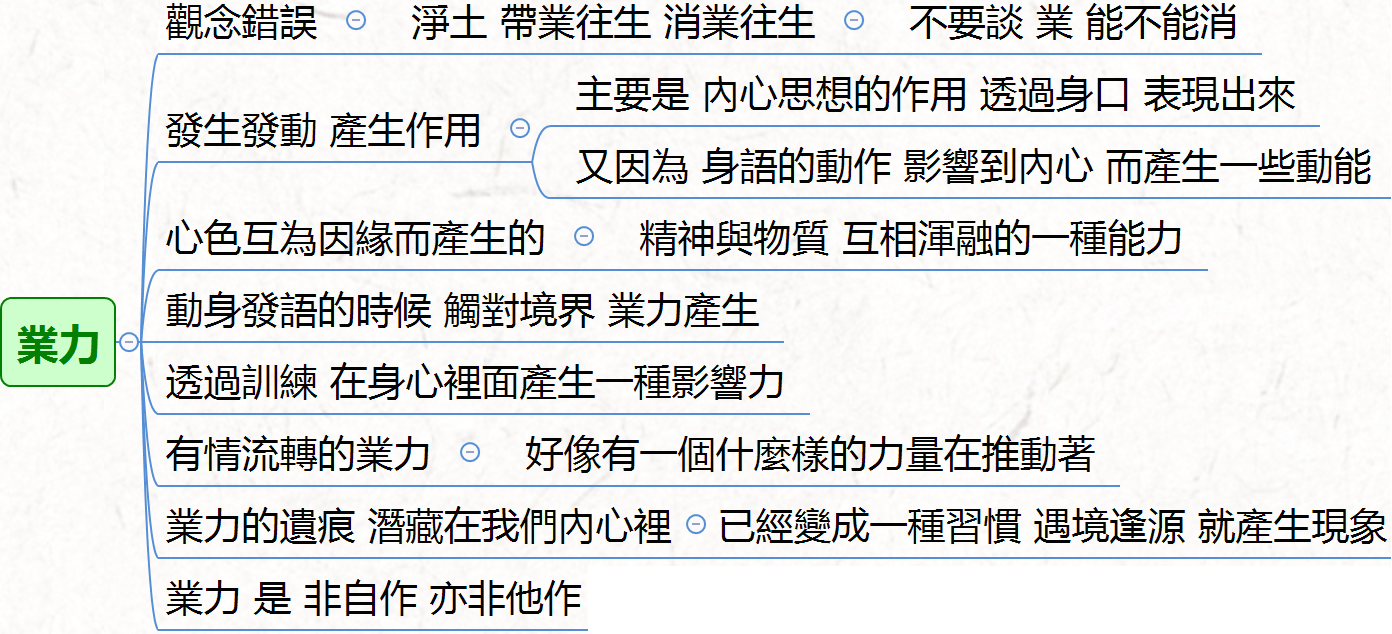 觀念錯誤 淨土 帶業往生 消業往生 不要談 業 能不能消
主要是 內心思想的作用 透過身口 表現出來
發生發動 產生作用
又因為 身語的動作 影響到內心 而產生一些動能
心色互為因緣而產生的 精神與物質 互相渾融的一種能力
動身發語的時候 觸對境界 業力產生
業力
透過訓練 在身心裡面產生一種影響力
有情流轉的業力 好像有一個什麼樣的力量在推動著
業力的遺痕 潛藏在我們內心裡 已經變成一種習慣 遇境逢源 就產生現象
業力 是 非自作 亦非他作